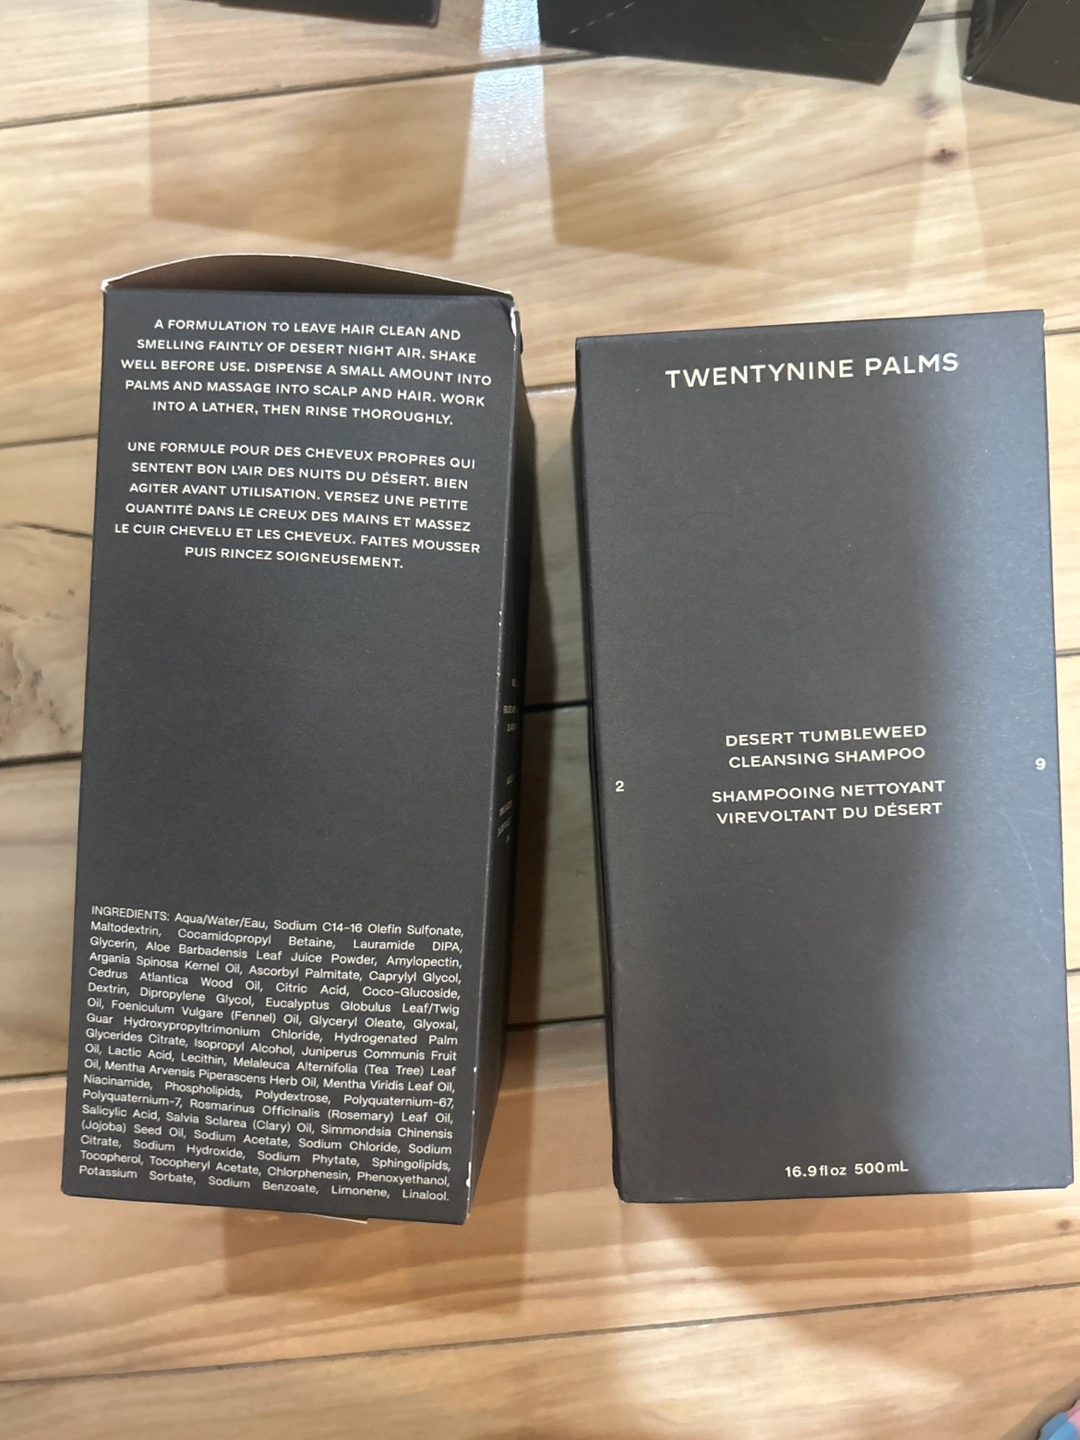 A FORMULATION TO LEAVE HAIR CLEAN AND
SMELLING FAINTLY OF DESERT NIGHT AIR. SHAKE
WELL BEFORE USE. DISPENSE A SMALL AMOUNT INTO
PALMS AND MASSAGE INTO SCALP AND HAIR. WORK
INTO A LATHER, THEN RINSE THOROUGHLY.
UNE FORMULE POUR DES CHEVEUX PROPRES QUI
SENTENT BON L'AIR DES NUITS DU DÉSERT. BIEN
AGITER AVANT UTILISATION. VERSEZ UNE PETITE
QUANTITÉ DANS LE CREUX DES MAINS ET MASSEZ
LE CUIR CHEVELU ET LES CHEVEUX. FAITES MOUSSER
PUIS RINCEZ SOIGNEUSEMENT.
INGREDIENTS: Aqua/Water/Eau, Sodium C14-16 Olefin Sulfonate,
Maltodextrin, Cocamidopropyl Betaine, Lauramide DIPA,
Glycerin, Aloe Barbadensis Leaf Juice Powder, Amylopectin,
Argania Spinosa Kernel Oil, Ascorbyl Palmitate, Caprylyl Glycol,
Cedrus Atlantica Wood Oil, Citric Acid, Coco-Glucoside,
Dextrin, Dipropylene Glycol, Eucalyptus Globulus Leaf/Twig
Oil, Foeniculum Vulgare (Fennel) Oil, Glyceryl Oleate, Glyoxal,
Guar Hydroxypropyltrimonium Chloride, Hydrogenated Palm
Glycerides Citrate, Isopropyl Alcohol, Juniperus Communis Fruit
Oil, Lactic Acid, Lecithin, Melaleuca Alternifolia (Tea Tree) Leaf
Oil, Mentha Arvensis Piperascens Herb Oil, Mentha Viridis Leaf Oil,
Niacinamide, Phospholipids, Polydextrose, Polyquaternium-67,
Polyquaternium-7, Rosmarinus Officinalis (Rosemary) Leaf Oil,
Salicylic Acid, Salvia Sclarea (Clary) Oil, Simmondsia Chinensis
(Jojoba) Seed Oil, Sodium Acetate, Sodium Chloride, Sodium
Citrate, Sodium Hydroxide, Sodium Phytate, Sphingolipids,
Tocopherol, Tocopheryl Acetate, Chlorphenesin, Phenoxyethanol,
Potassium Sorbate, Sodium Benzoate, Limonene, Linalool.
TWENTYNINE PALMS
DESERT TUMBLEWEED
CLEANSING SHAMPOO
2
9
SHAMPOOING NETTOYANT
VIREVOLTANT DU DÉSERT
16.9 fl oz 500 mL